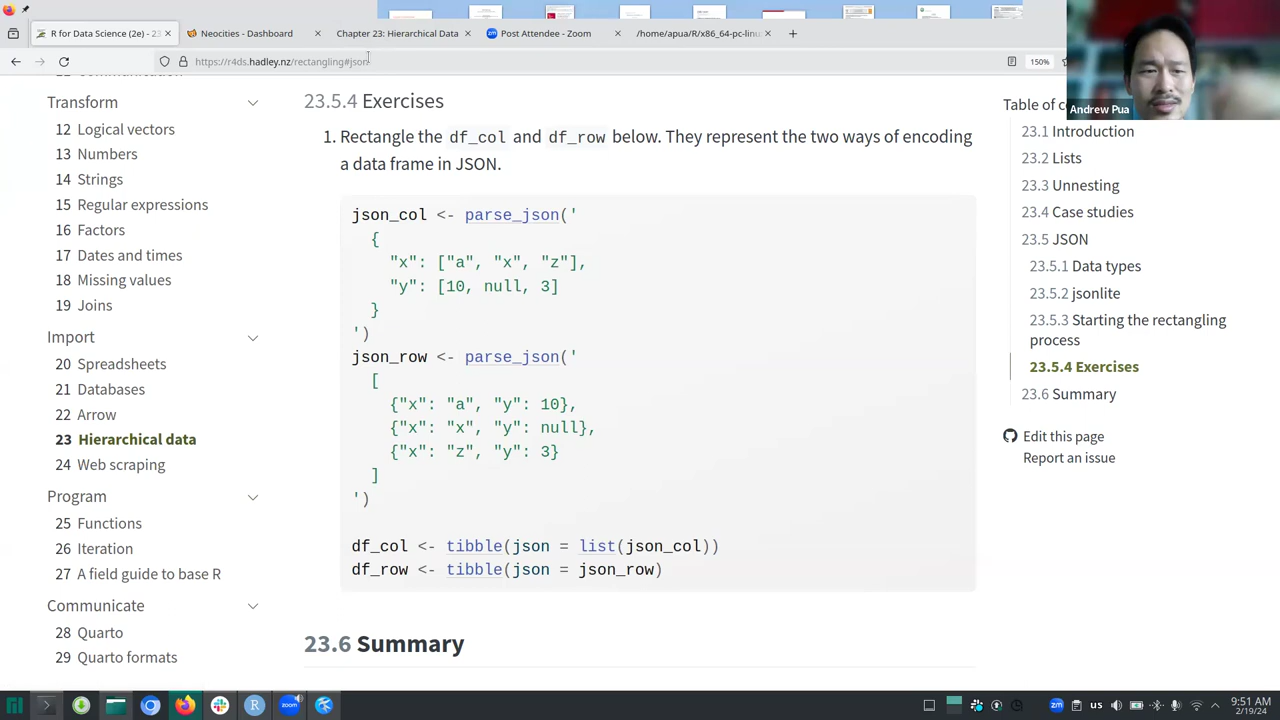 R for Data Science (2e) - 23
Neocities - Dashboard
Chapter 23: Hierarchical Data
zm
Post Attendee - Zoom
/home/apua/R/x86_64-pc-linu
https://r4ds.hadley.nz/rectangling#json
150%
Andrew Pua
Transform
12 Logical vectors
13 Numbers
14 Strings
15 Regular expressions
16 Factors
17 Dates and times
18 Missing values
19 Joins
Import
20 Spreadsheets
21 Databases
22 Arrow
23 Hierarchical data
24 Web scraping
Program
25 Functions
26 Iteration
27 A field guide to base R
Communicate
28 Quarto
29 Quarto formats
23.5.4 Exercises
1. Rectangle the df_col and df_row below. They represent the two ways of encoding
a data frame in JSON.
json_col <- parse_json('
{
"x": ["a", "x", "z"],
"y": [10, null, 3]
}
')
json_row <- parse_json('
[
{"x": "a", "y": 10},
{"x": "x", "y": null},
{"x": "z", "y": 3}
]
')
df_col <- tibble(json = list(json_col))
df_row <- tibble(json = json_row)
23.6 Summary
Table of co
23.1 Introduction
23.2 Lists
23.3 Unnesting
23.4 Case studies
23.5 JSON
23.5.1 Data types
23.5.2 jsonlite
23.5.3 Starting the rectangling
process
23.5.4 Exercises
23.6 Summary
Edit this page
Report an issue
R
zoom
zm
us
9:51 AM
2/19/24